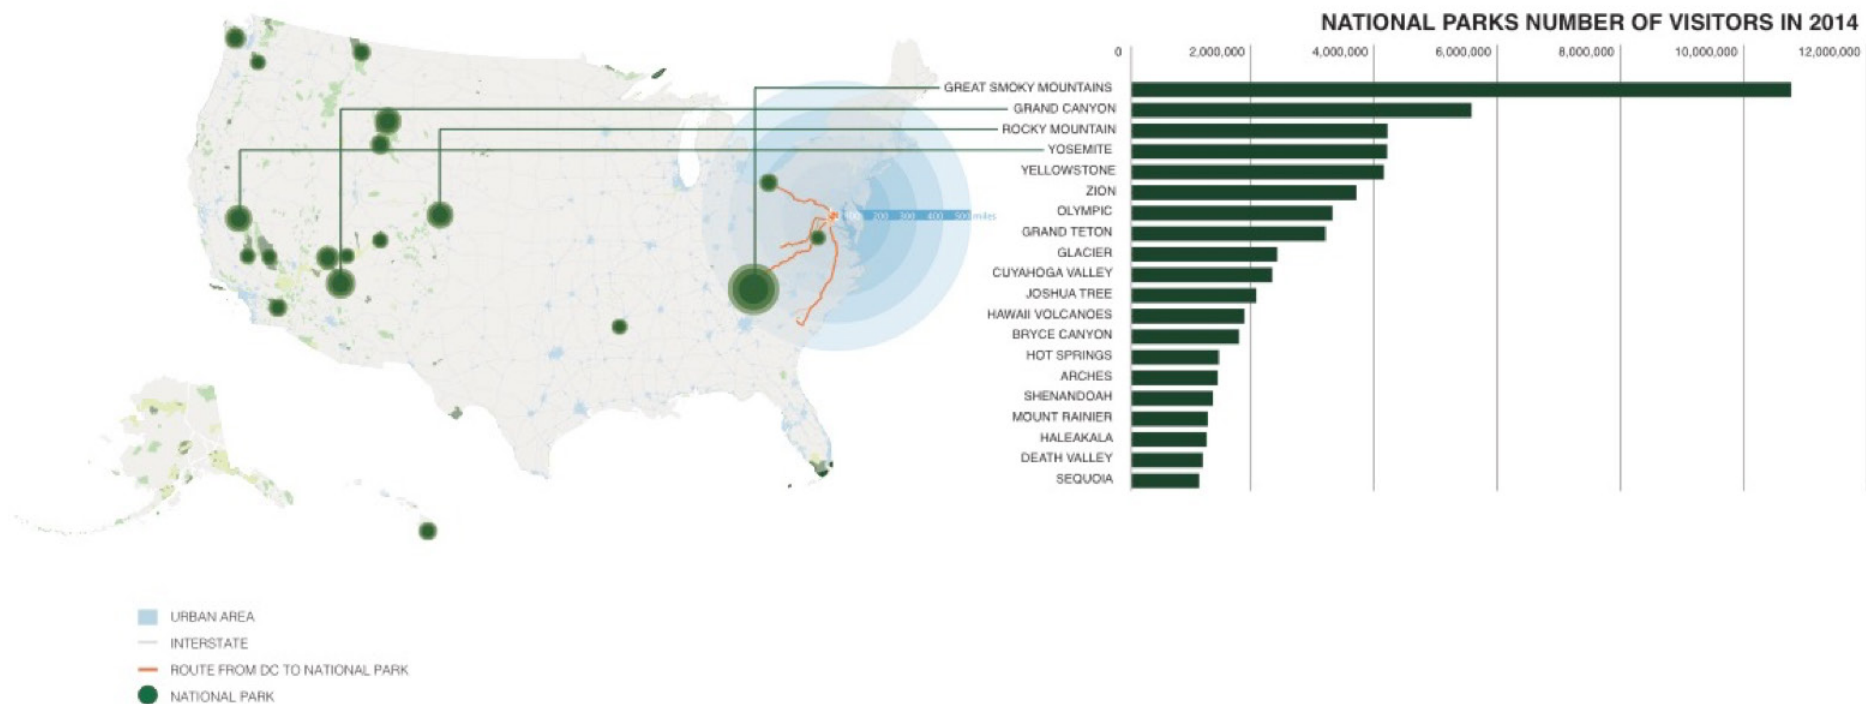 NATIONAL PARKS NUMBER OF VISITORS IN 2014
0 2,000,000 4,000,000 6,000,000 8,000,000 10,000,000 12,000,000
GREAT SMOKY MOUNTAINS
GRAND CANYON
ROCKY MOUNTAIN
YOSEMITE
YELLOWSTONE
ZION
OLYMPIC
GRAND TETON
GLACIER
CUYAHOGA VALLEY
JOSHUA TREE
HAWAII VOLCANOES
BRYCE CANYON
HOT SPRINGS
ARCHES
SHENANDOAH
MOUNT RAINIER
HALEAKALA
DEATH VALLEY
SEQUOIA
100 200 300 400 500 miles
URBAN AREA
INTERSTATE
ROUTE FROM DC TO NATIONAL PARK
NATIONAL PARK